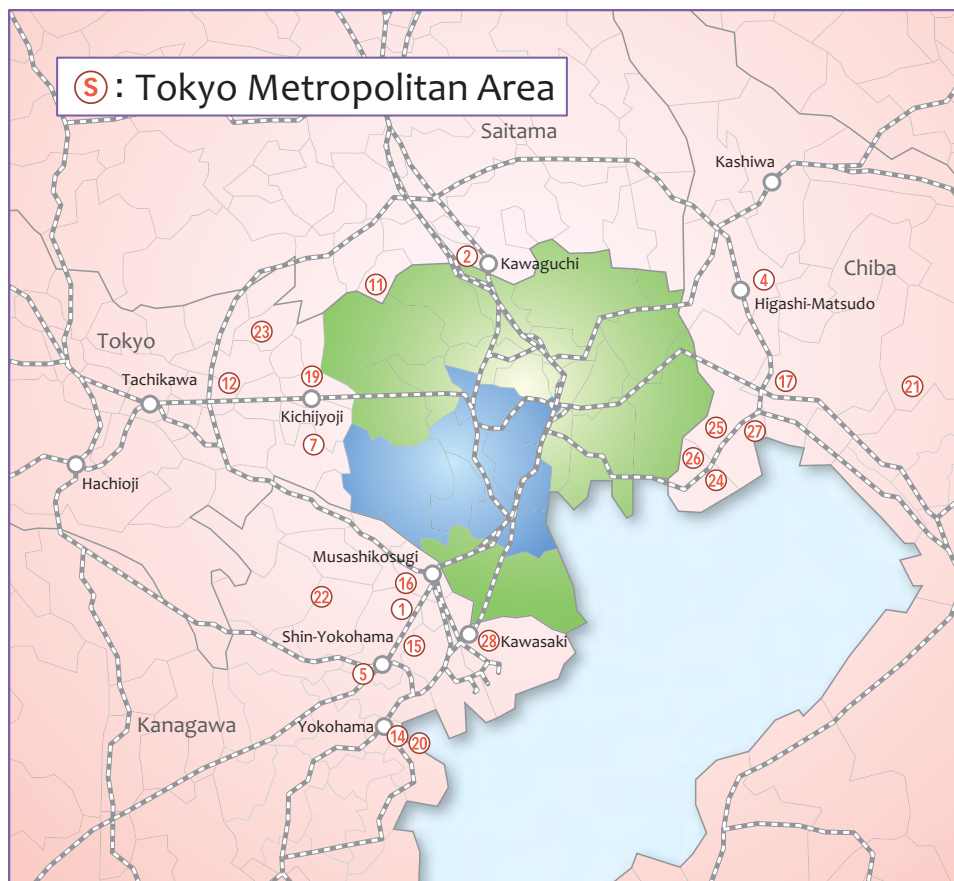 S : Tokyo Metropolitan Area
Saitama
Kashiwa
2
Kawaguchi
11
4
Chiba
Higashi-Matsudo
23
Tokyo
Tachikawa
12
19
17
21
Kichijyoji
7
25
27
26
24
Hachioji
Musashikosugi
16
22
1
Shin-Yokohama
15
28
Kawasaki
5
Kanagawa
Yokohama
14
20